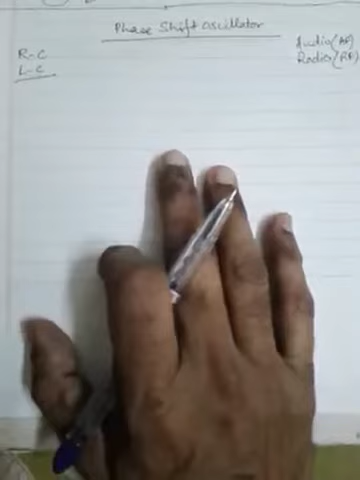 Phase Shift Oscillator
R-C
L-C
Audio (AF)
Radio (RF)